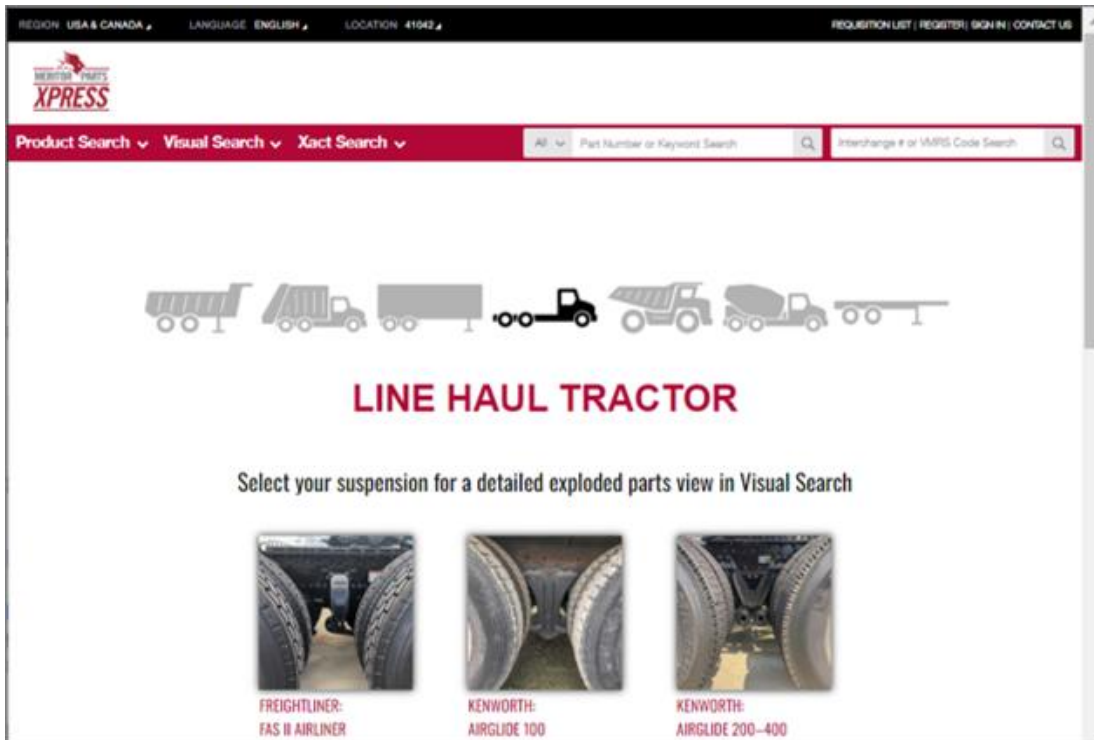 REGION USA & CANADA
LANGUAGE ENGLISH
LOCATION 41042
REQUISITION LIST | REGISTER | SIGN IN | CONTACT US
MERITOR PARTS
XPRESS
Product Search
Visual Search
Xact Search
All
Part Number or Keyword Search
Interchange # or VMRS Code Search
LINE HAUL TRACTOR
Select your suspension for a detailed exploded parts view in Visual Search
FREIGHTLINER:
FAS II AIRLINER
KENWORTH:
AIRGLIDE 100
KENWORTH:
AIRGLIDE 200–400